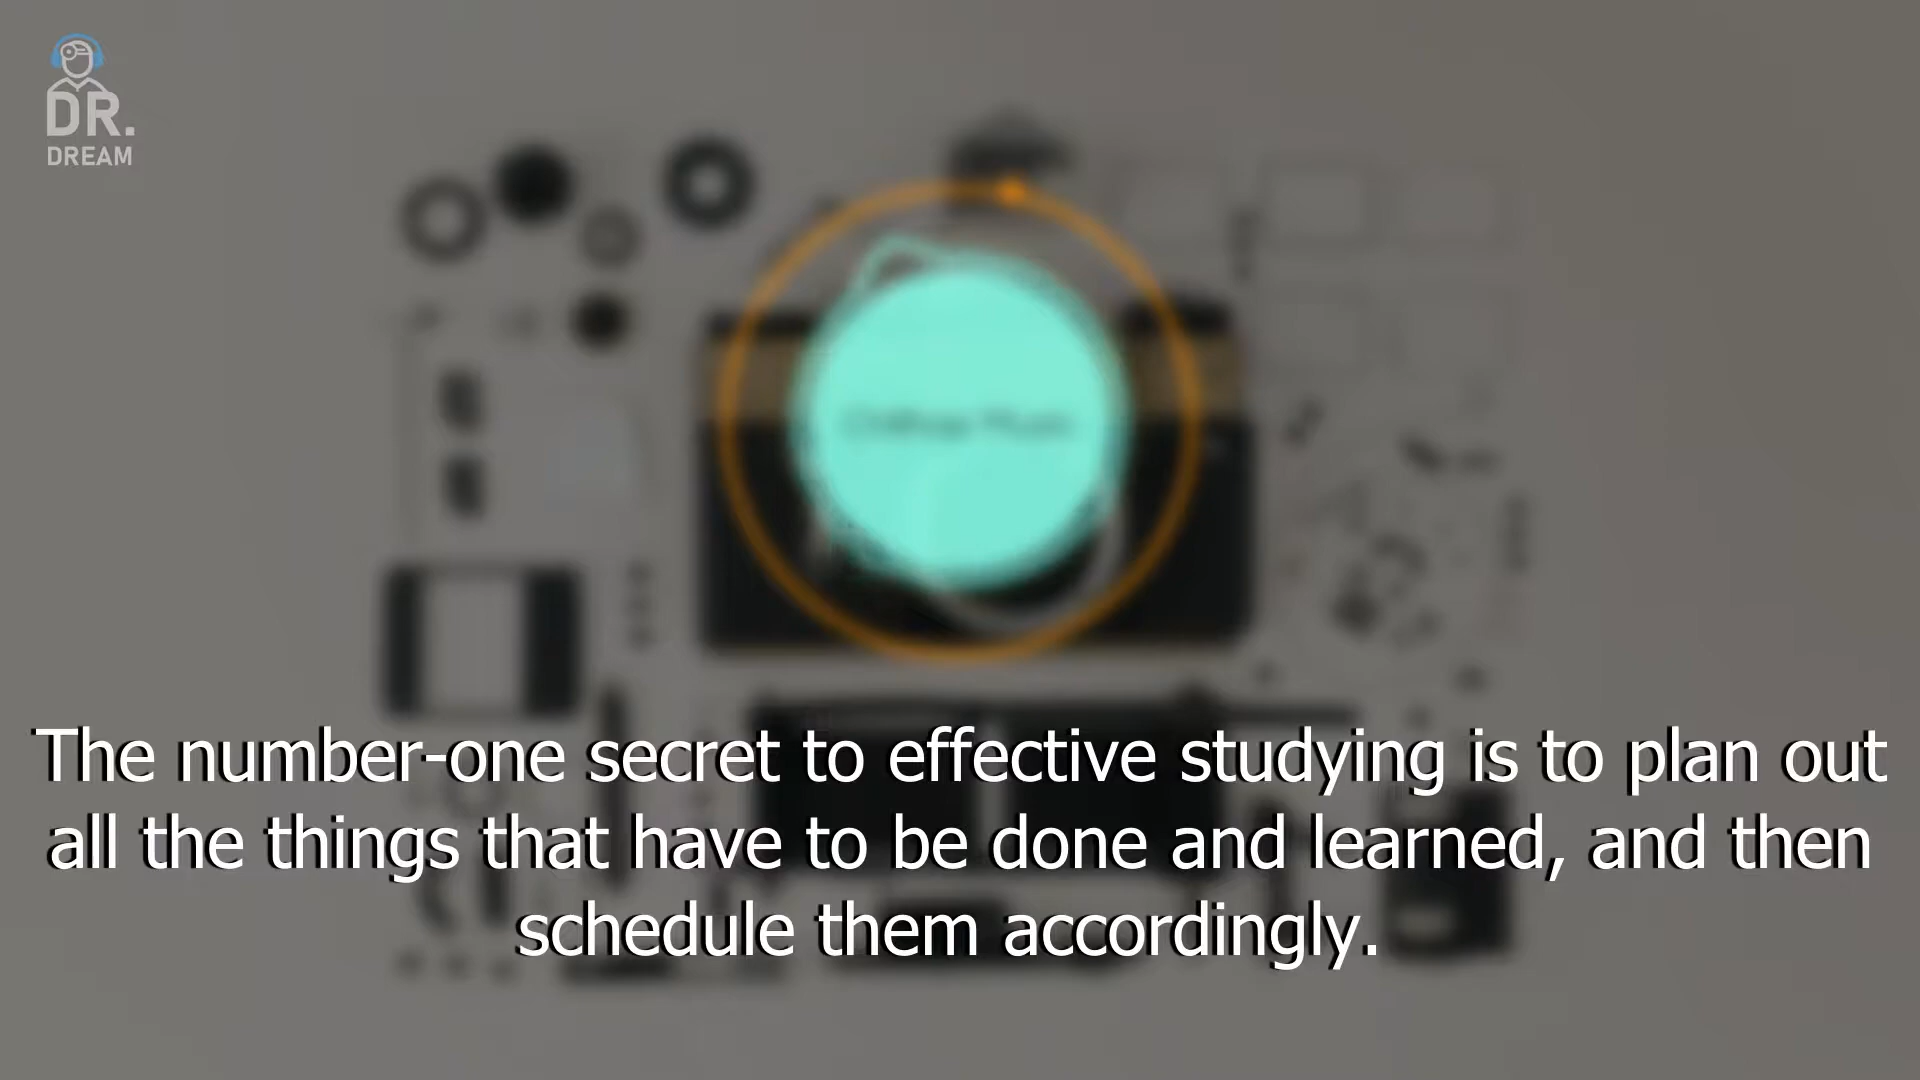 DR.
DREAM
The number-one secret to effective studying is to plan out
all the things that have to be done and learned, and then
schedule them accordingly.